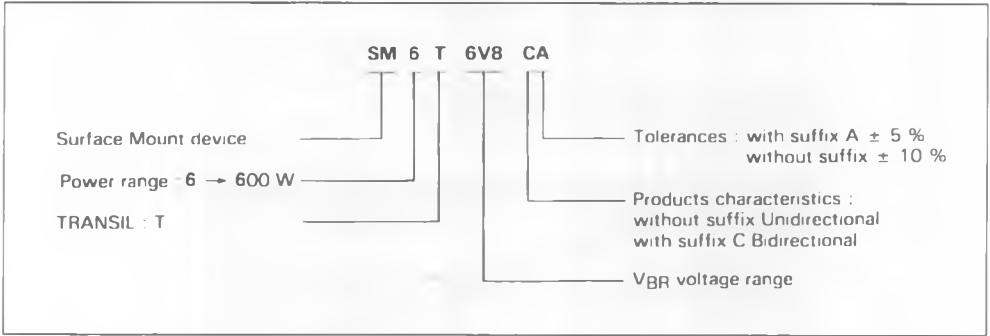 SM 6 T 6V8 CA
Surface Mount device
Power range 6 → 600 W
TRANSIL : T
Tolerances : with suffix A ± 5 %
without suffix ± 10 %
Products characteristics :
without suffix Unidirectional
with suffix C Bidirectional
VBR voltage range